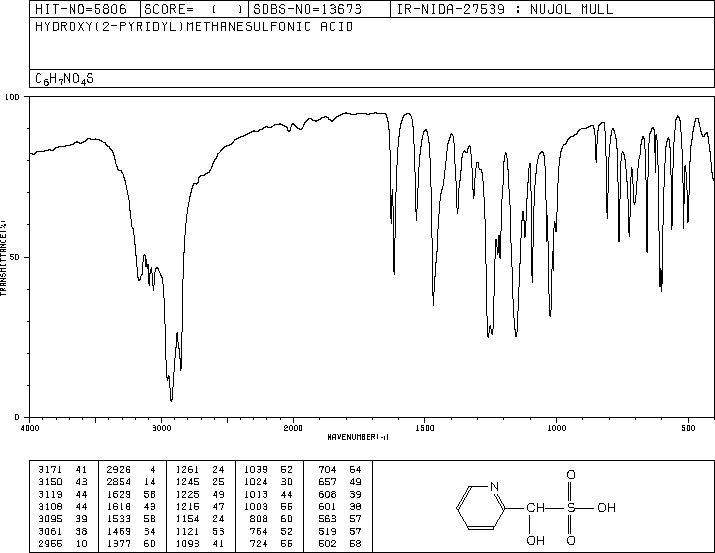 HIT-NO=5806 SCORE= ( ) SDBS-NO=13673 IR-NIDA-27539 : NUJOL MULL
HYDROXY(2-PYRIDYL)METHANESULFONIC ACID
C6H7NO4S
100
50
0
TRANSMITTANCE(%)
4000 3000 2000 1500 1000 500
WAVENUMBER(-1)
3171 41 2926 4 1261 24 1039 52 704 64
3150 43 2854 14 1245 25 1024 30 657 49
3119 44 1629 58 1225 49 1013 44 608 39
3108 44 1618 43 1216 47 1003 55 601 38
3095 39 1533 58 1154 24 808 60 563 57
3061 38 1469 34 1121 53 764 52 519 57
2955 10 1377 60 1093 41 724 55 502 58
N
CH
OH
S
O
O
OH